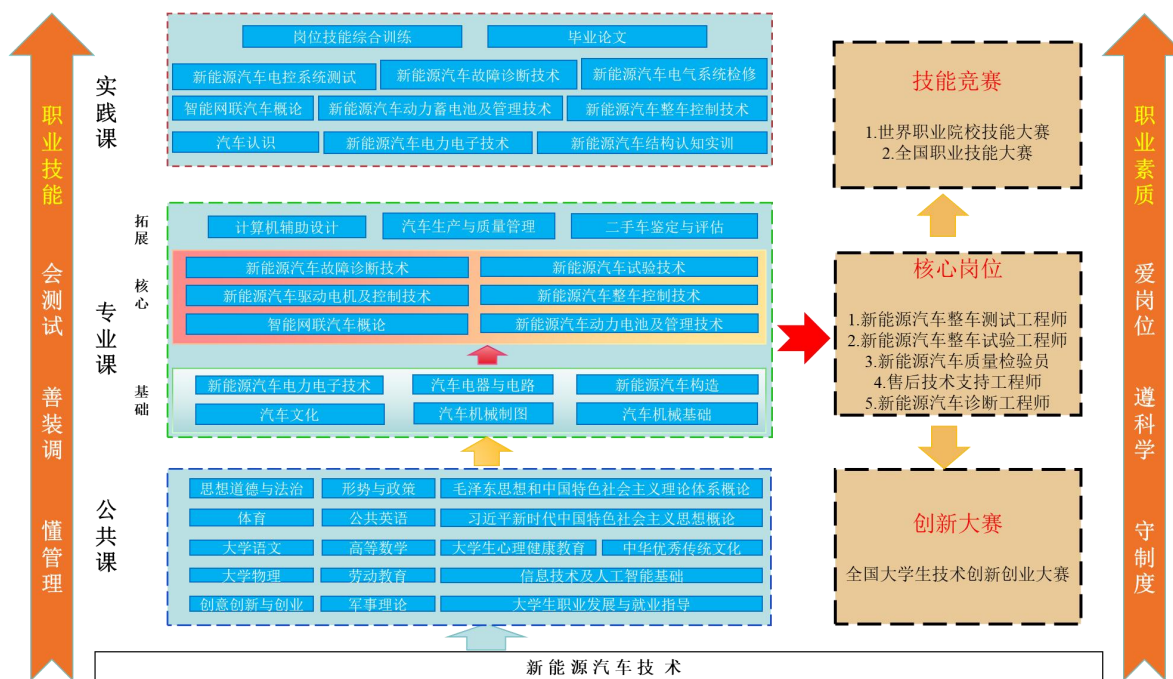 职业技能
会测试
善装调
懂管理
实践课
岗位技能综合训练
毕业论文
新能源汽车电控系统测试
新能源汽车故障诊断技术
新能源汽车电气系统检修
智能网联汽车概论
新能源汽车动力蓄电池及管理技术
新能源汽车整车控制技术
汽车认识
新能源汽车电力电子技术
新能源汽车结构认知实训
专业课
拓展
计算机辅助设计
汽车生产与质量管理
二手车鉴定与评估
核心
新能源汽车故障诊断技术
新能源汽车试验技术
新能源汽车驱动电机及控制技术
新能源汽车整车控制技术
智能网联汽车概论
新能源汽车动力电池及管理技术
基础
新能源汽车电力电子技术
汽车电器与电路
新能源汽车构造
汽车文化
汽车机械制图
汽车机械基础
公共课
思想道德与法治
形势与政策
毛泽东思想和中国特色社会主义理论体系概论
体育
公共英语
习近平新时代中国特色社会主义思想概论
大学语文
高等数学
大学生心理健康教育
中华优秀传统文化
大学物理
劳动教育
信息技术及人工智能基础
创意创新与创业
军事理论
大学生职业发展与就业指导
新能源汽车技术
技能竞赛
1.世界职业院校技能大赛
2.全国职业技能大赛
核心岗位
1.新能源汽车整车测试工程师
2.新能源汽车整车试验工程师
3.新能源汽车质量检验员
4.售后技术支持工程师
5.新能源汽车诊断工程师
创新大赛
全国大学生技术创新创业大赛
职业素质
爱岗位
遵科学
守制度